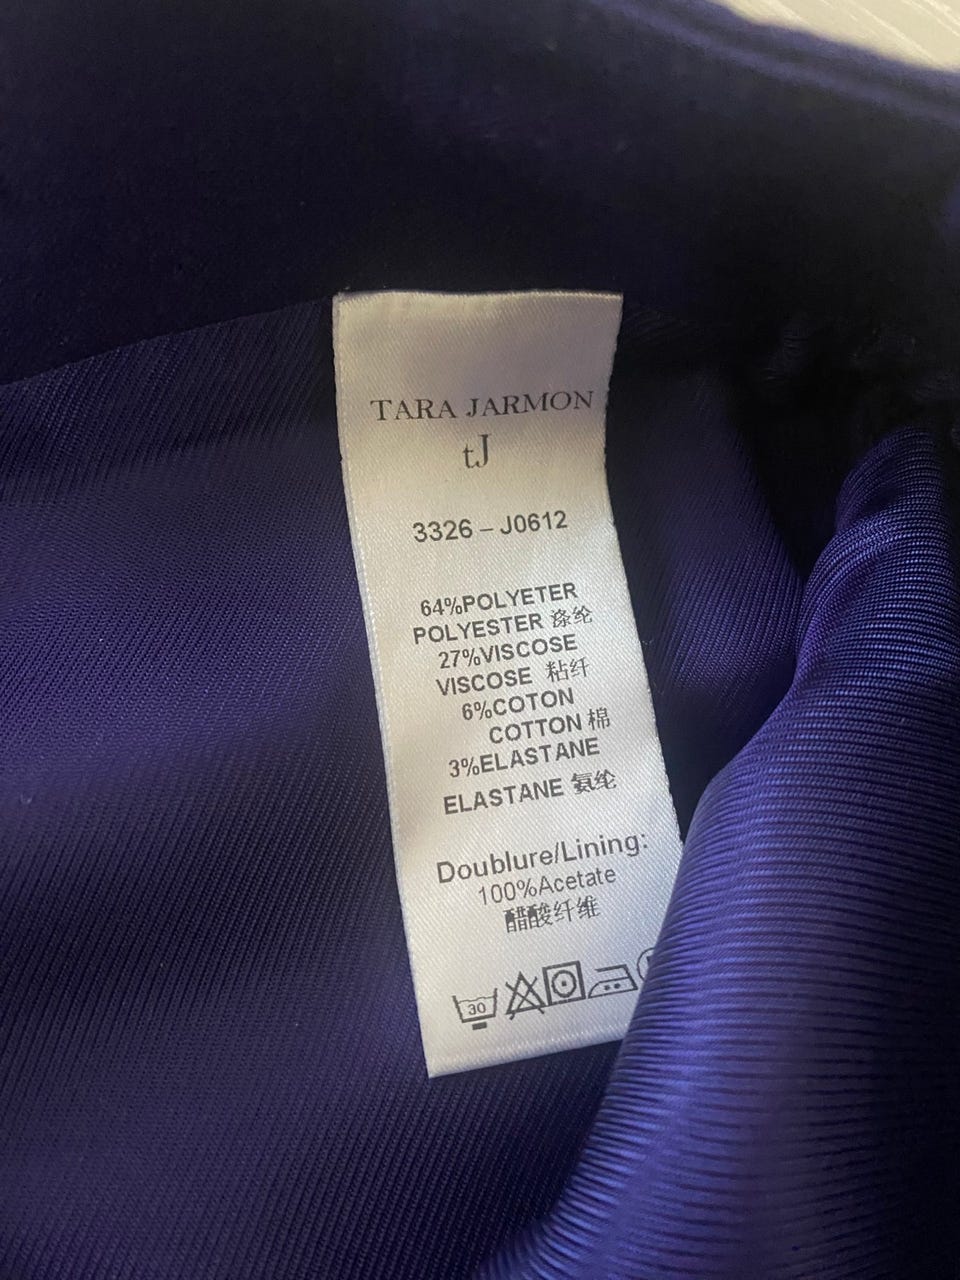 TARA JARMON
tJ
3326 – J0612
64%POLYETER
POLYESTER 涤纶
27%VISCOSE
VISCOSE 粘纤
6%COTON
COTTON 棉
3%ELASTANE
ELASTANE 氨纶
Doublure/Lining:
100%Acetate
醋酸纤维
30